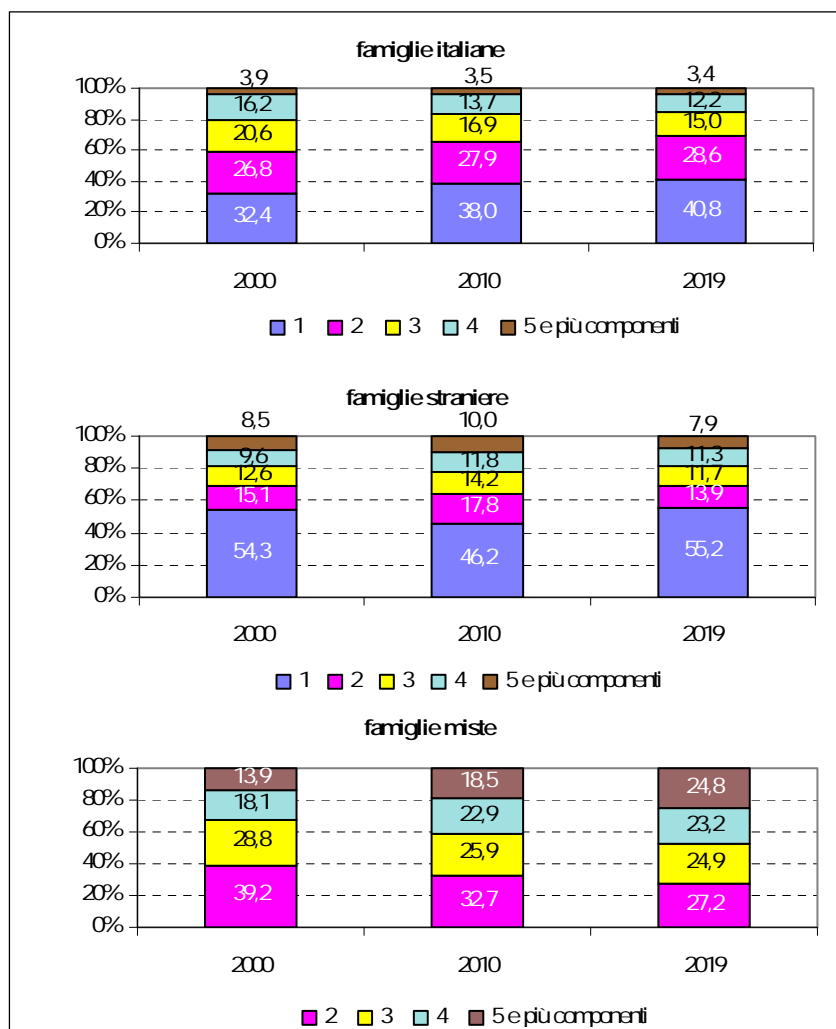 famiglie italiane
3,9 3,5 3,4
100%
16,2 13,7 12,2
80%
20,6 16,9 15,0
60%
26,8 27,9 28,6
40%
32,4 38,0 40,8
20%
0%
2000 2010 2019
1 2 3 4 5 e più componenti
famiglie straniere
8,5 10,0 7,9
100%
9,6 11,8 11,3
80%
12,6 14,2 11,7
60%
15,1 17,8 13,9
40%
54,3 46,2 55,2
20%
0%
2000 2010 2019
1 2 3 4 5 e più componenti
famiglie miste
100%
13,9 18,5 24,8
80%
18,1 22,9 23,2
60%
28,8 25,9 24,9
40%
39,2 32,7 27,2
20%
0%
2000 2010 2019
2 3 4 5 e più componenti